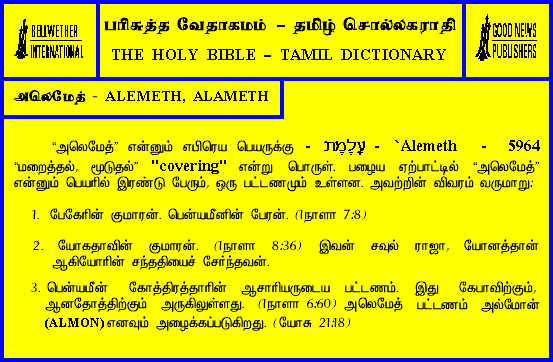 BELLWETHER
INTERNATIONAL
பரிசுத்த வேதாகமம் – தமிழ் சொல்லகராதி
THE HOLY BIBLE – TAMIL DICTIONARY
GOOD NEWS
PUBLISHERS
அலெமேத் - ALEMETH, ALAMETH
“அலெமேத்” என்னும் எபிரெய பெயருக்கு - עָלֶמֶת - `Alemeth - 5964
“மறைத்தல், மூடுதல்” "covering" என்று பொருள். பழைய ஏற்பாட்டில் “அலெமேத்”
என்னும் பெயரில் இரண்டு பேரும், ஒரு பட்டணமும் உள்ளன. அவற்றின் விவரம் வருமாறு:
1. பேகேரின் குமாரன். பென்யமீனின் பேரன். (1நாளா 7:8)
2. யோகதாவின் குமாரன். (1நாளா 8:36) இவன் சவுல் ராஜா, யோனத்தான்
ஆகியோரின் சந்ததியைச் சேர்ந்தவன்.
3. பென்யமீன் கோத்திரத்தாரின் ஆசாரியருடைய பட்டணம். இது கேபாவிற்கும்,
ஆனதோத்திற்கும் அருகிலுள்ளது. (1நாளா 6:60) அலெமேத் பட்டணம் அல்மோன்
(ALMON) எனவும் அழைக்கப்படுகிறது. (யோசு 21:18)